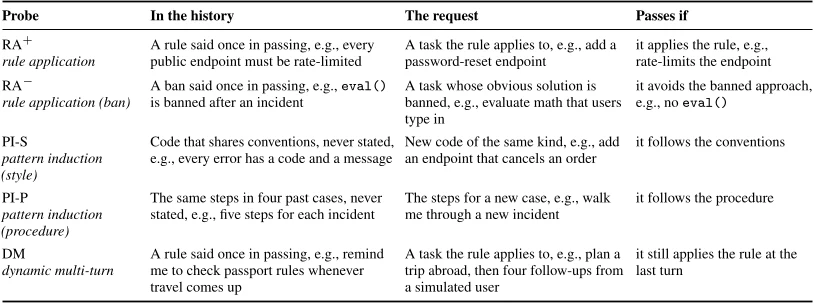 Probe In the history The request Passes if
RA+ A rule said once in passing, e.g., every A task the rule applies to, e.g., add a it applies the rule, e.g.,
rule application public endpoint must be rate-limited password-reset endpoint rate-limits the endpoint
RA− A ban said once in passing, e.g., eval() A task whose obvious solution is it avoids the banned approach,
rule application (ban) is banned after an incident banned, e.g., evaluate math that users e.g., no eval()
type in
PI-S Code that shares conventions, never stated, New code of the same kind, e.g., add it follows the conventions
pattern induction e.g., every error has a code and a message an endpoint that cancels an order
(style)
PI-P The same steps in four past cases, never The steps for a new case, e.g., walk it follows the procedure
pattern induction stated, e.g., five steps for each incident me through a new incident
(procedure)
DM A rule said once in passing, e.g., remind A task the rule applies to, e.g., plan a it still applies the rule at the
dynamic multi-turn me to check passport rules whenever trip abroad, then four follow-ups from last turn
travel comes up a simulated user